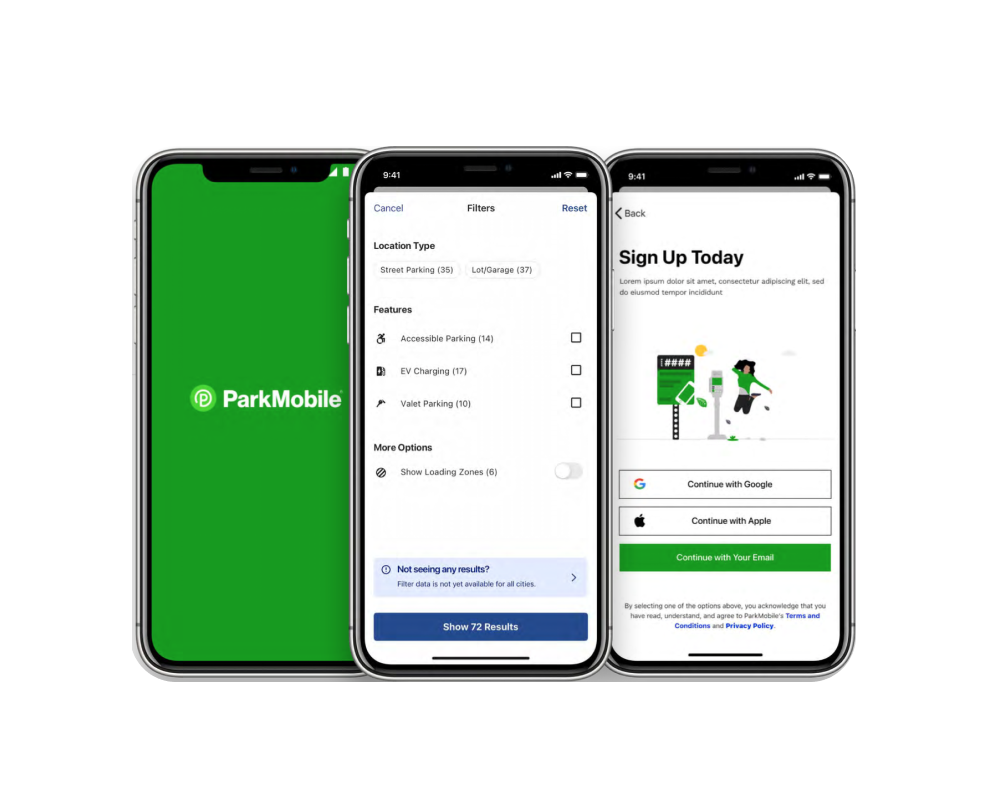 ParkMobile
9:41
Cancel
Filters
Reset
Location Type
Street Parking (35)
Lot/Garage (37)
Features
Accessible Parking (14)
EV Charging (17)
Valet Parking (10)
More Options
Show Loading Zones (6)
Not seeing any results?
Filter data is not yet available for all cities.
Show 72 Results
9:41
Back
Sign Up Today
Lorem ipsum dolor sit amet, consectetur adipiscing elit, sed
do eiusmod tempor incididunt
####
Continue with Google
Continue with Apple
Continue with Your Email
By selecting one of the options above, you acknowledge that you
have read, understand, and agree to ParkMobile's Terms and
Conditions and Privacy Policy.